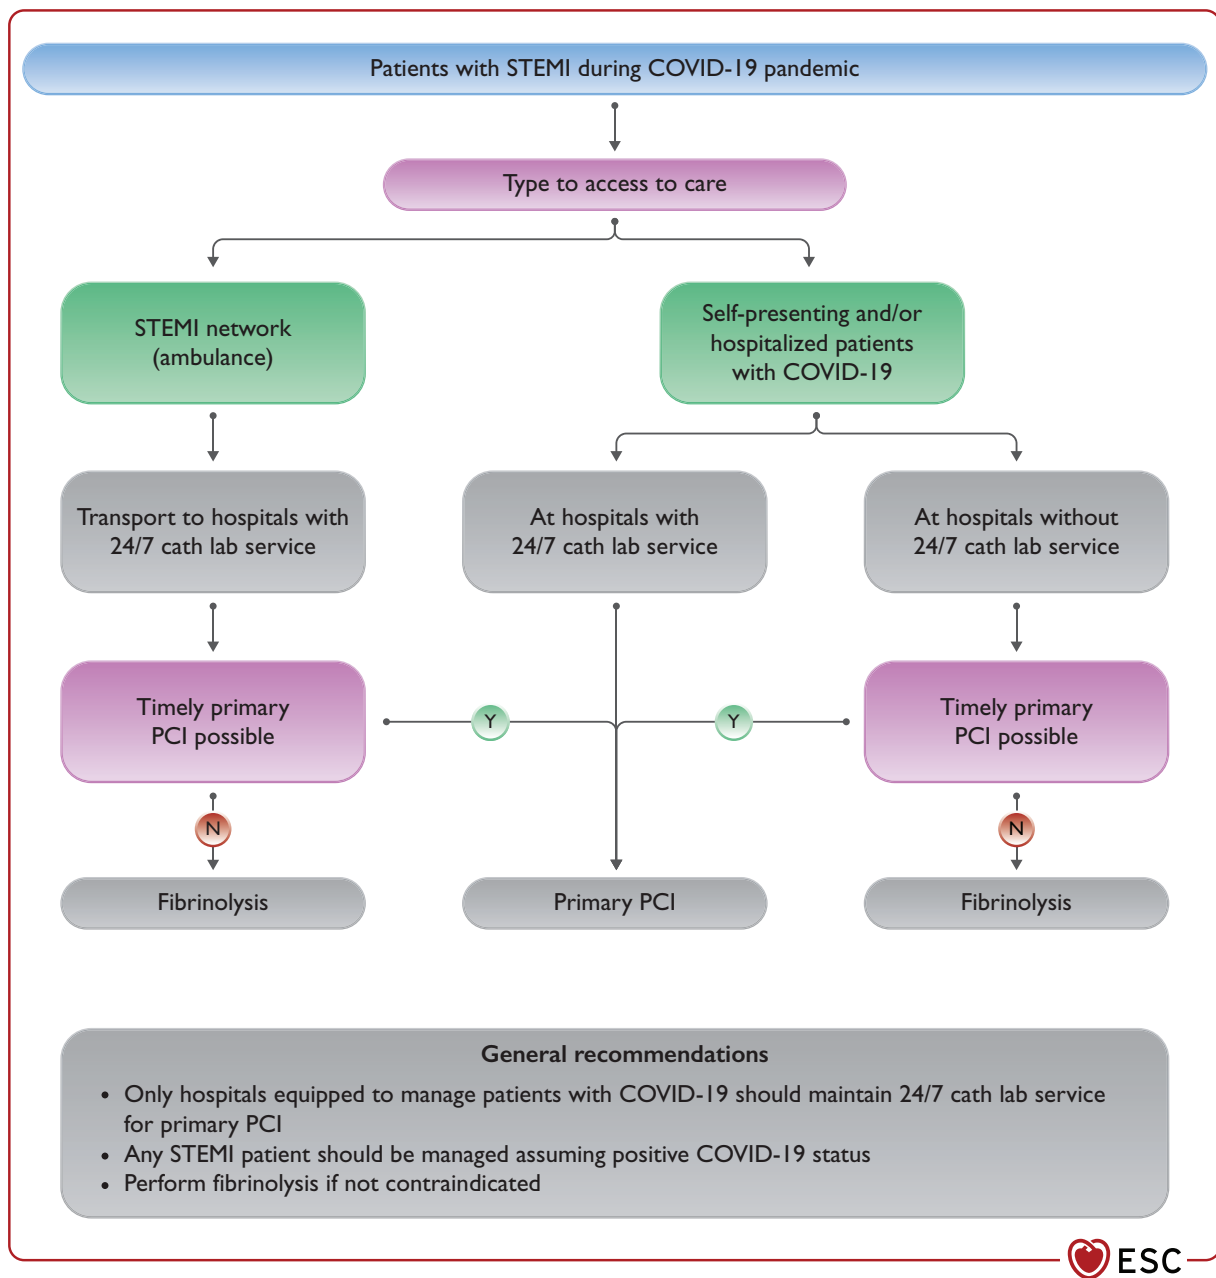 Patients with STEMI during COVID-19 pandemic
Type to access to care
STEMI network
(ambulance)
Self-presenting and/or
hospitalized patients
with COVID-19
Transport to hospitals with
24/7 cath lab service
At hospitals with
24/7 cath lab service
At hospitals without
24/7 cath lab service
Timely primary
PCI possible
Y
Y
Timely primary
PCI possible
N
N
Fibrinolysis
Primary PCI
Fibrinolysis
General recommendations
• Only hospitals equipped to manage patients with COVID-19 should maintain 24/7 cath lab service
for primary PCI
• Any STEMI patient should be managed assuming positive COVID-19 status
• Perform fibrinolysis if not contraindicated
ESC